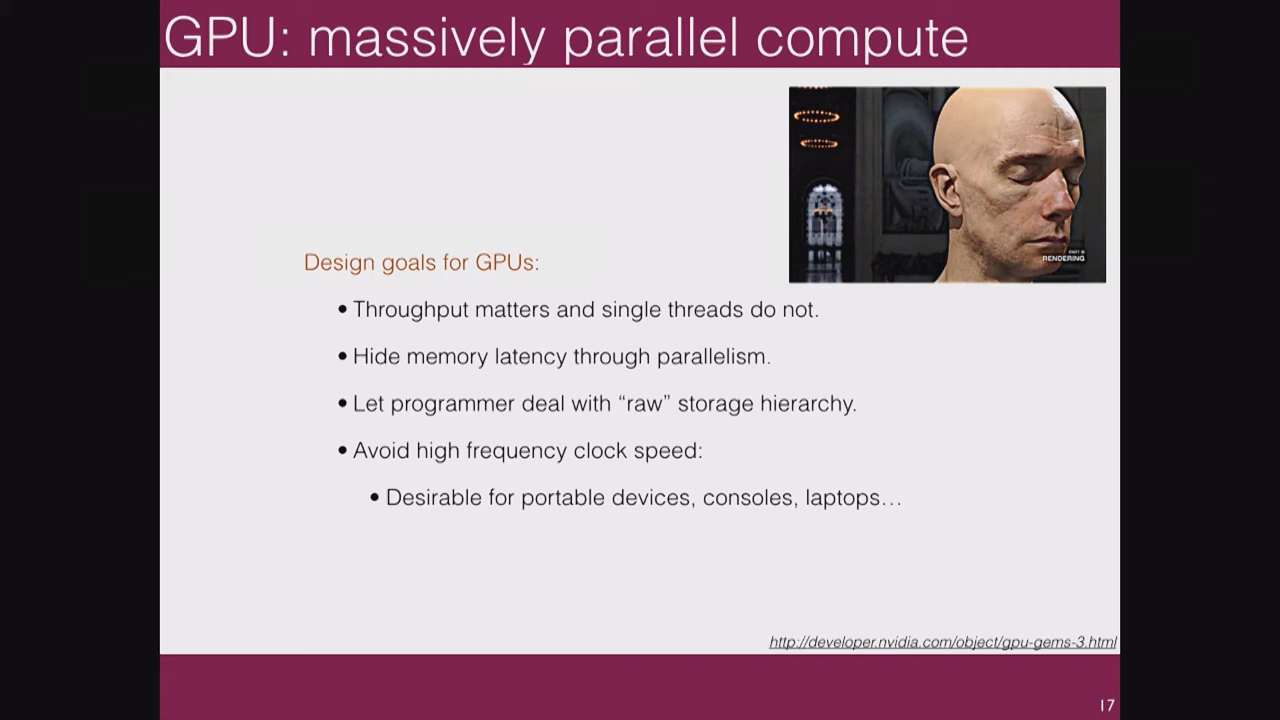 GPU: massively parallel compute
PART III
RENDERING
Design goals for GPUs:
• Throughput matters and single threads do not.
• Hide memory latency through parallelism.
• Let programmer deal with “raw” storage hierarchy.
• Avoid high frequency clock speed:
• Desirable for portable devices, consoles, laptops…
http://developer.nvidia.com/object/gpu-gems-3.html
17